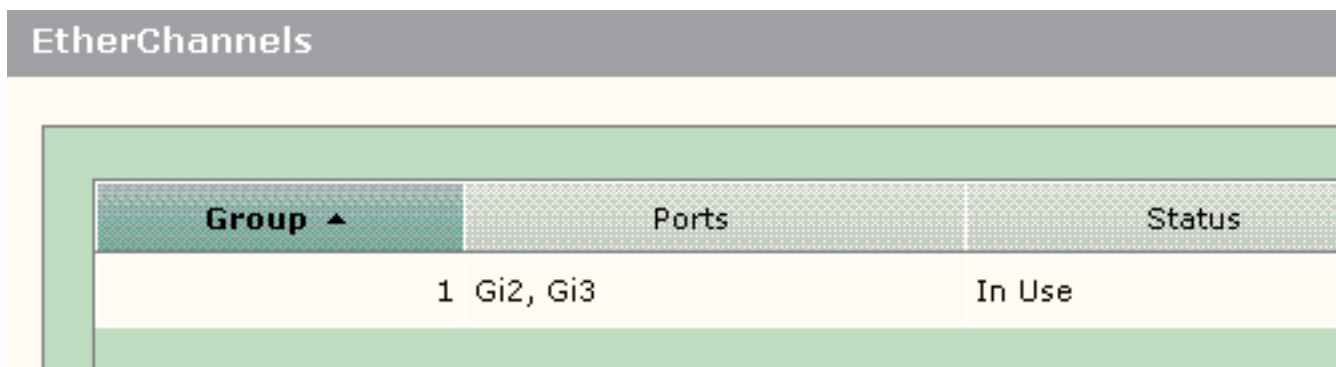 EtherChannels
Group ▲ Ports Status
1 Gi2, Gi3 In Use